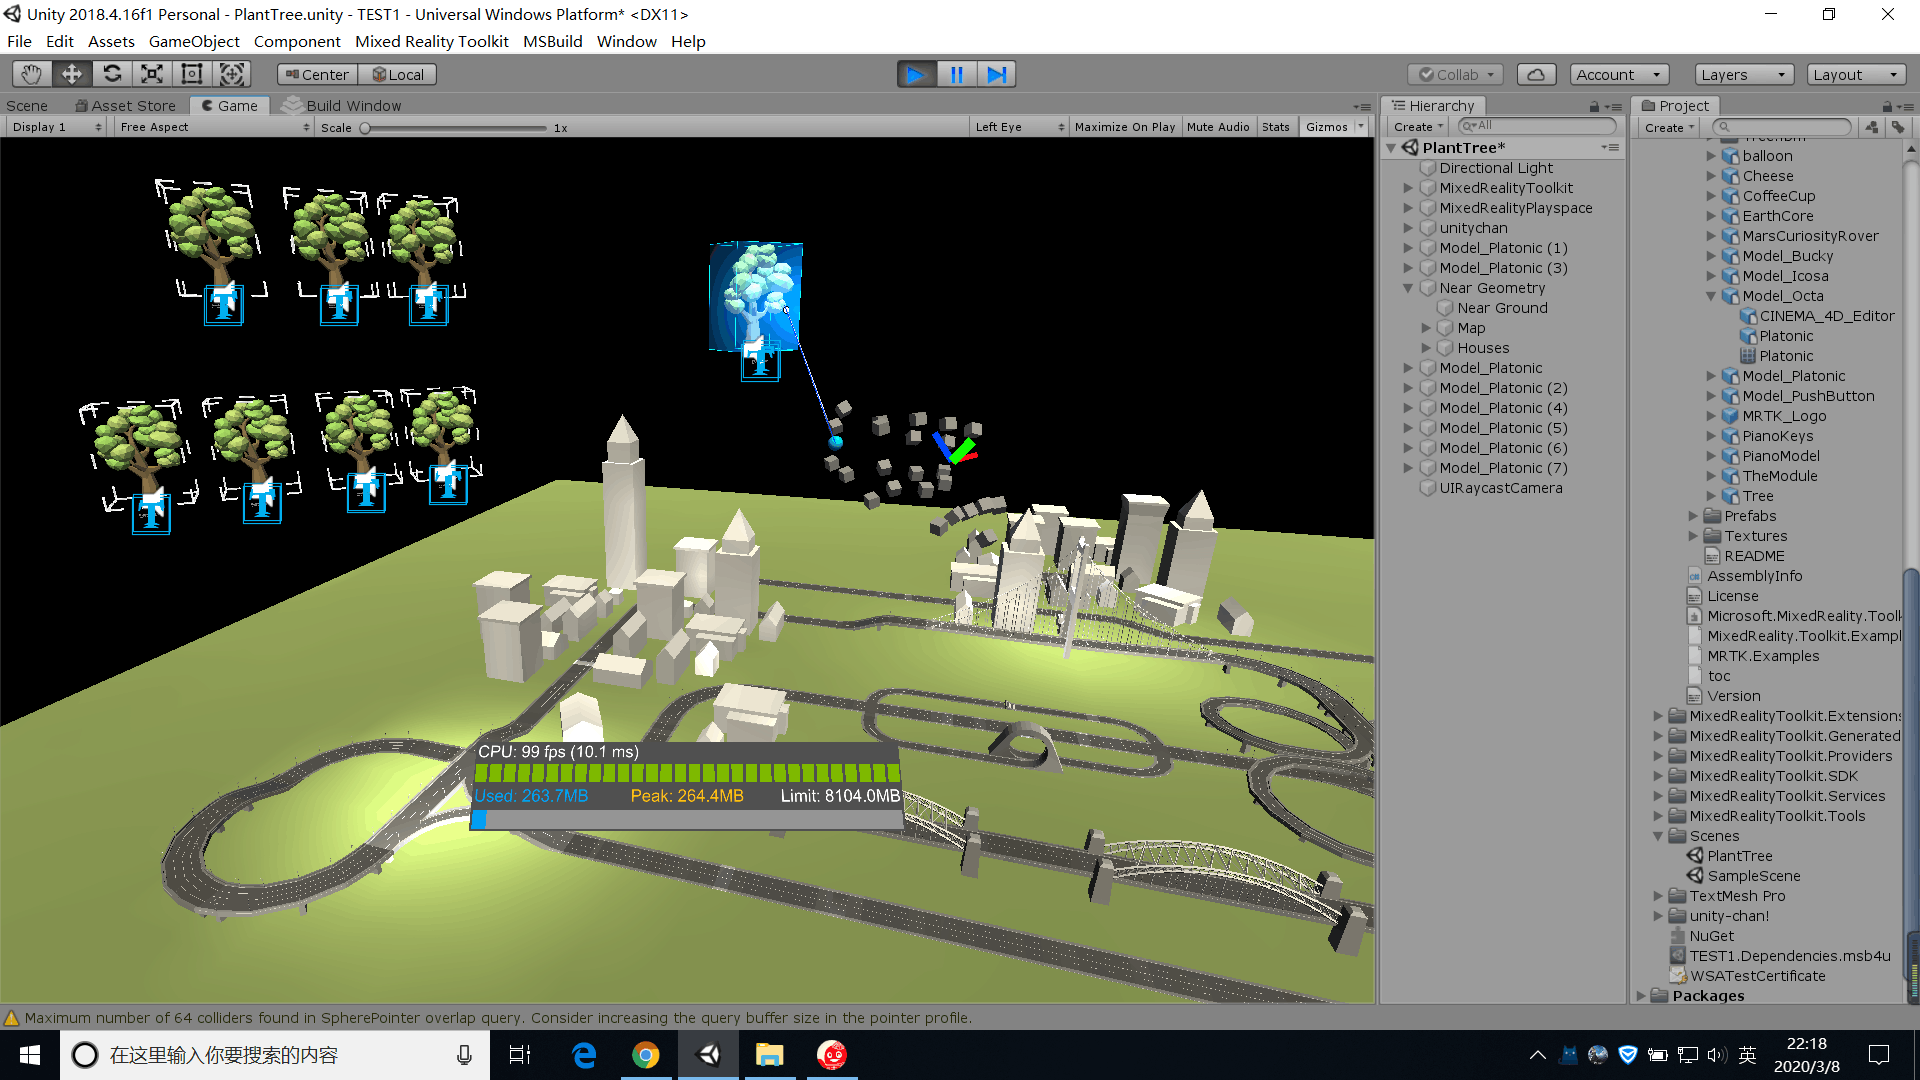 Unity 2018.4.16f1 Personal - PlantTree.unity - TEST1 - Universal Windows Platform* <DX11>
File Edit Assets GameObject Component Mixed Reality Toolkit MSBuild Window Help
Center Local
Collab Account Layers Layout
Scene Asset Store Game Build Window
Display 1 Free Aspect Scale 1x Left Eye Maximize On Play Mute Audio Stats Gizmos
CPU: 99 fps (10.1 ms)
Used: 263.7MB Peak: 264.4MB Limit: 8104.0MB
Hierarchy
Create All
PlantTree*
Directional Light
MixedRealityToolkit
MixedRealityPlayspace
unitychan
Model_Platonic (1)
Model_Platonic (3)
Near Geometry
Near Ground
Map
Houses
Model_Platonic
Model_Platonic (2)
Model_Platonic (4)
Model_Platonic (5)
Model_Platonic (6)
Model_Platonic (7)
UIRaycastCamera
Project
Create
balloon
Cheese
CoffeeCup
EarthCore
MarsCuriosityRover
Model_Bucky
Model_Icosa
Model_Octa
CINEMA_4D_Editor
Platonic
Platonic
Model_Platonic
Model_PushButton
MRTK_Logo
PianoKeys
PianoModel
TheModule
Tree
Prefabs
Textures
README
AssemblyInfo
License
Microsoft.MixedReality.Toolk
MixedReality.Toolkit.Exampl
MRTK.Examples
toc
Version
MixedRealityToolkit.Extensions
MixedRealityToolkit.Generated
MixedRealityToolkit.Providers
MixedRealityToolkit.SDK
MixedRealityToolkit.Services
MixedRealityToolkit.Tools
Scenes
PlantTree
SampleScene
TextMesh Pro
unity-chan!
NuGet
TEST1.Dependencies.msb4u
WSATestCertificate
Packages
Maximum number of 64 colliders found in SpherePointer overlap query. Consider increasing the query buffer size in the pointer profile.
在这里输入你要搜索的内容
英
22:18
2020/3/8